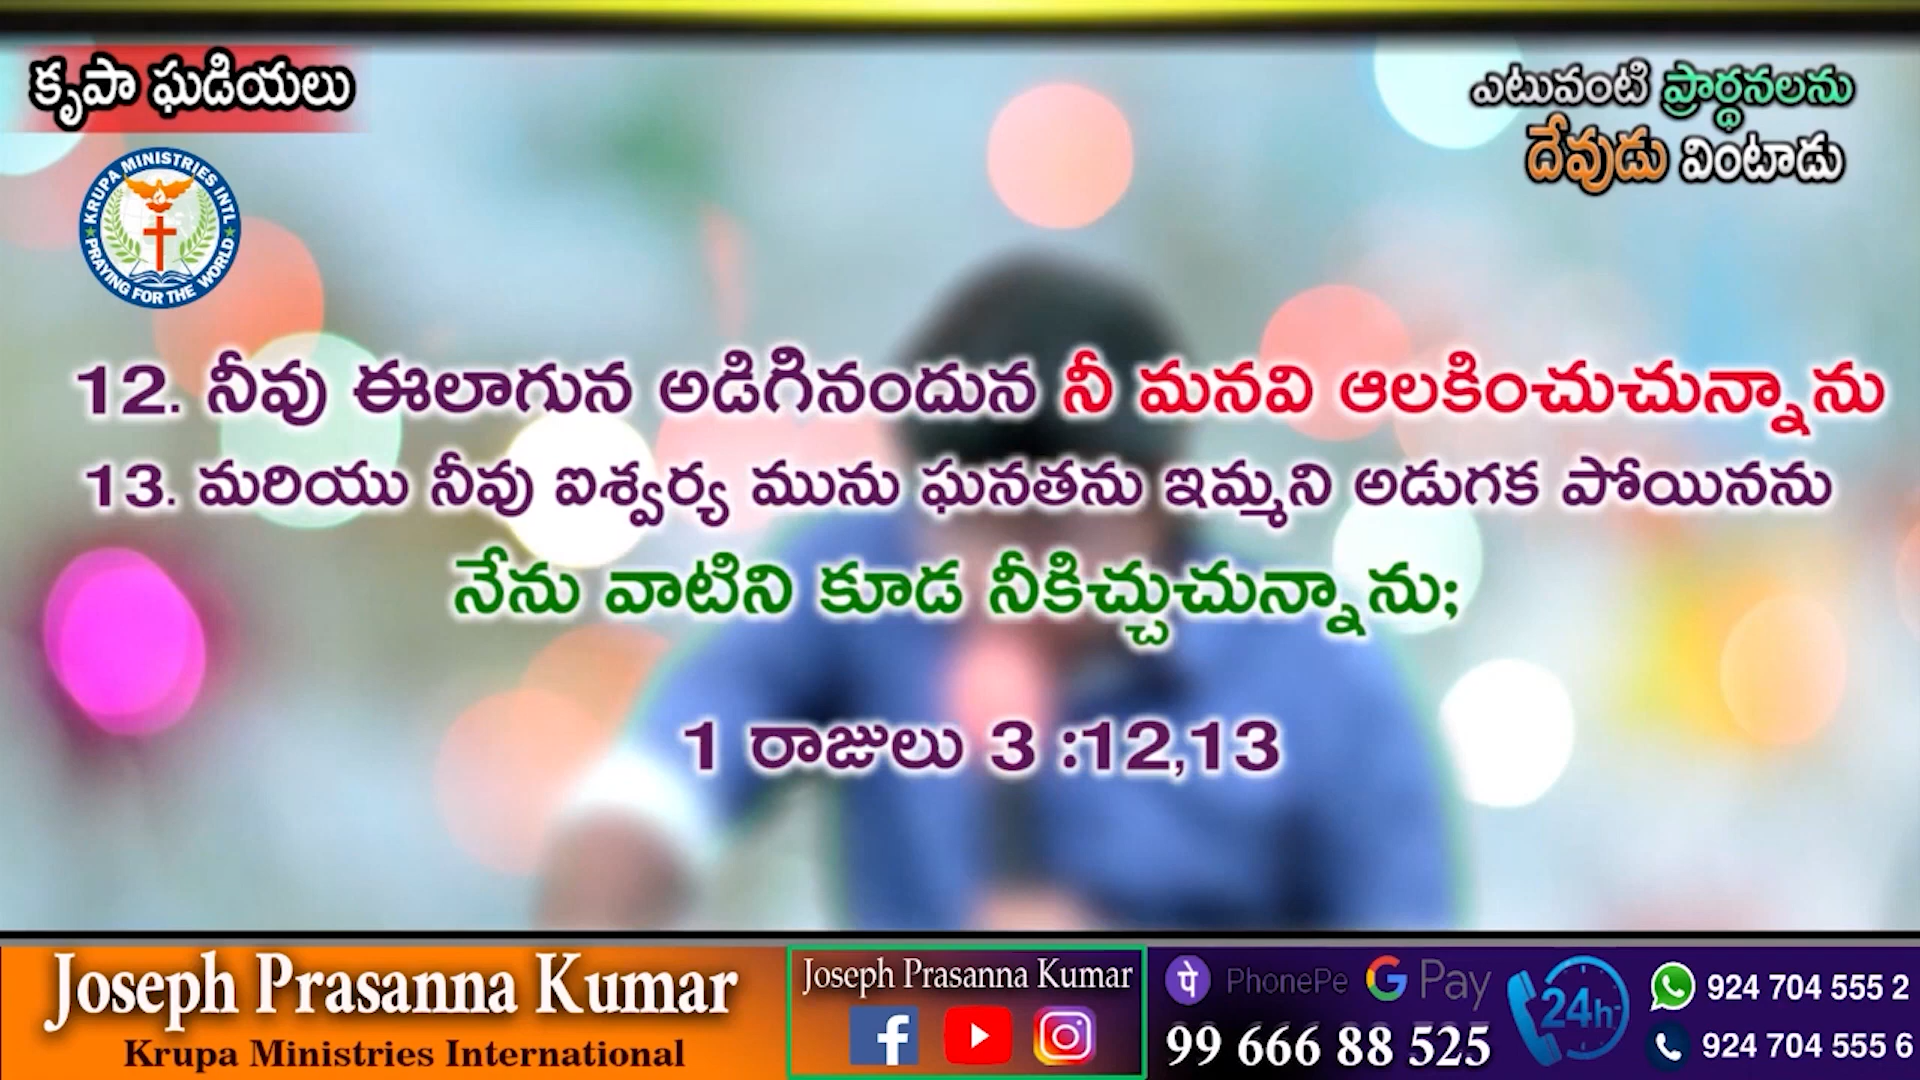 కృపా ఘడియలు
ఎటువంటి ప్రార్థనలను
దేవుడు వింటాడు
KRUPA MINISTRIES INTL
PRAYING FOR THE WORLD
12. నీవు ఈలాగున అడిగినందున నీ మనవి ఆలకించుచున్నాను
13. మరియు నీవు ఐశ్వర్య మును ఘనతను ఇమ్మని అడుగక పోయినను
నేను వాటిని కూడ నీకిచ్చుచున్నాను;
1 రాజులు 3 :12,13
Joseph Prasanna Kumar
Krupa Ministries International
Joseph Prasanna Kumar
PhonePe G Pay
99 666 88 525
24h
924 704 555 2
924 704 555 6